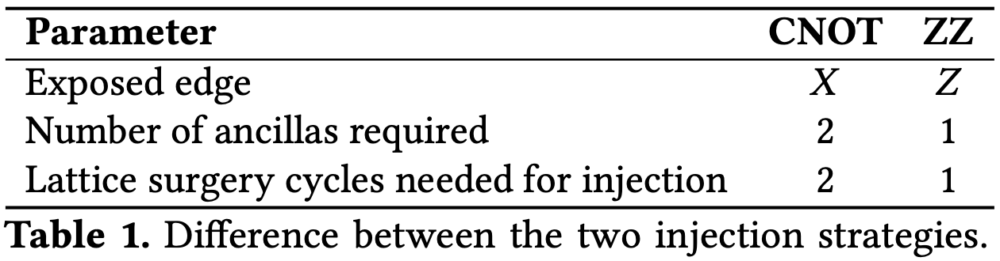 Parameter CNOT ZZ
Exposed edge X Z
Number of ancillas required 2 1
Lattice surgery cycles needed for injection 2 1
Table 1. Difference between the two injection strategies.